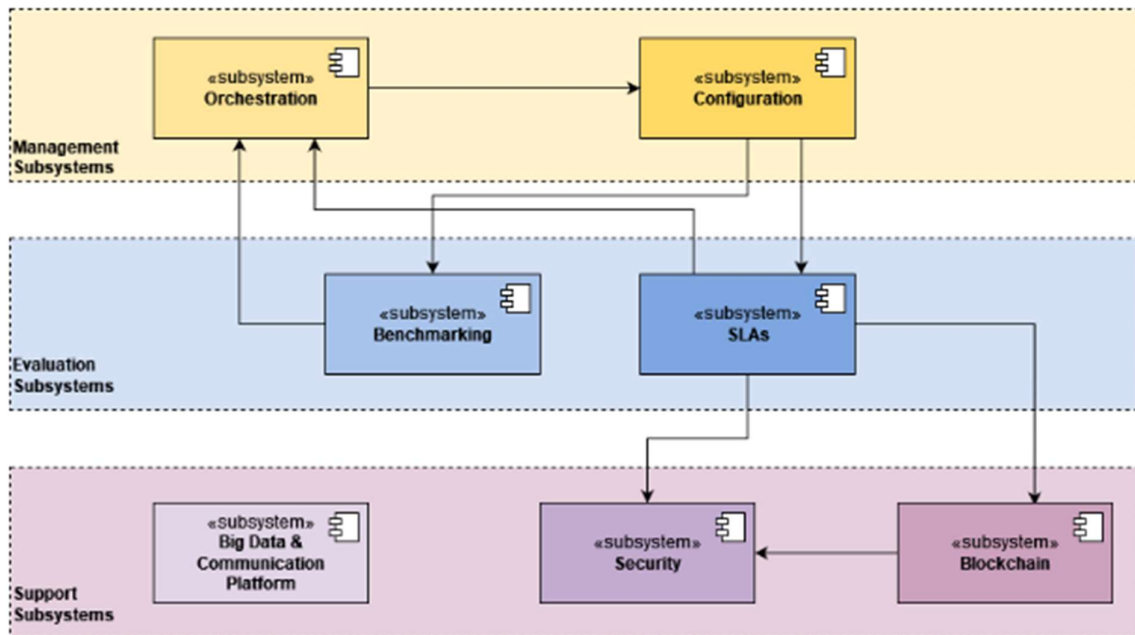 «subsystem»
Orchestration
«subsystem»
Configuration
Management
Subsystems
«subsystem»
Benchmarking
«subsystem»
SLAs
Evaluation
Subsystems
«subsystem»
Big Data &
Communication
Platform
«subsystem»
Security
«subsystem»
Blockchain
Support
Subsystems